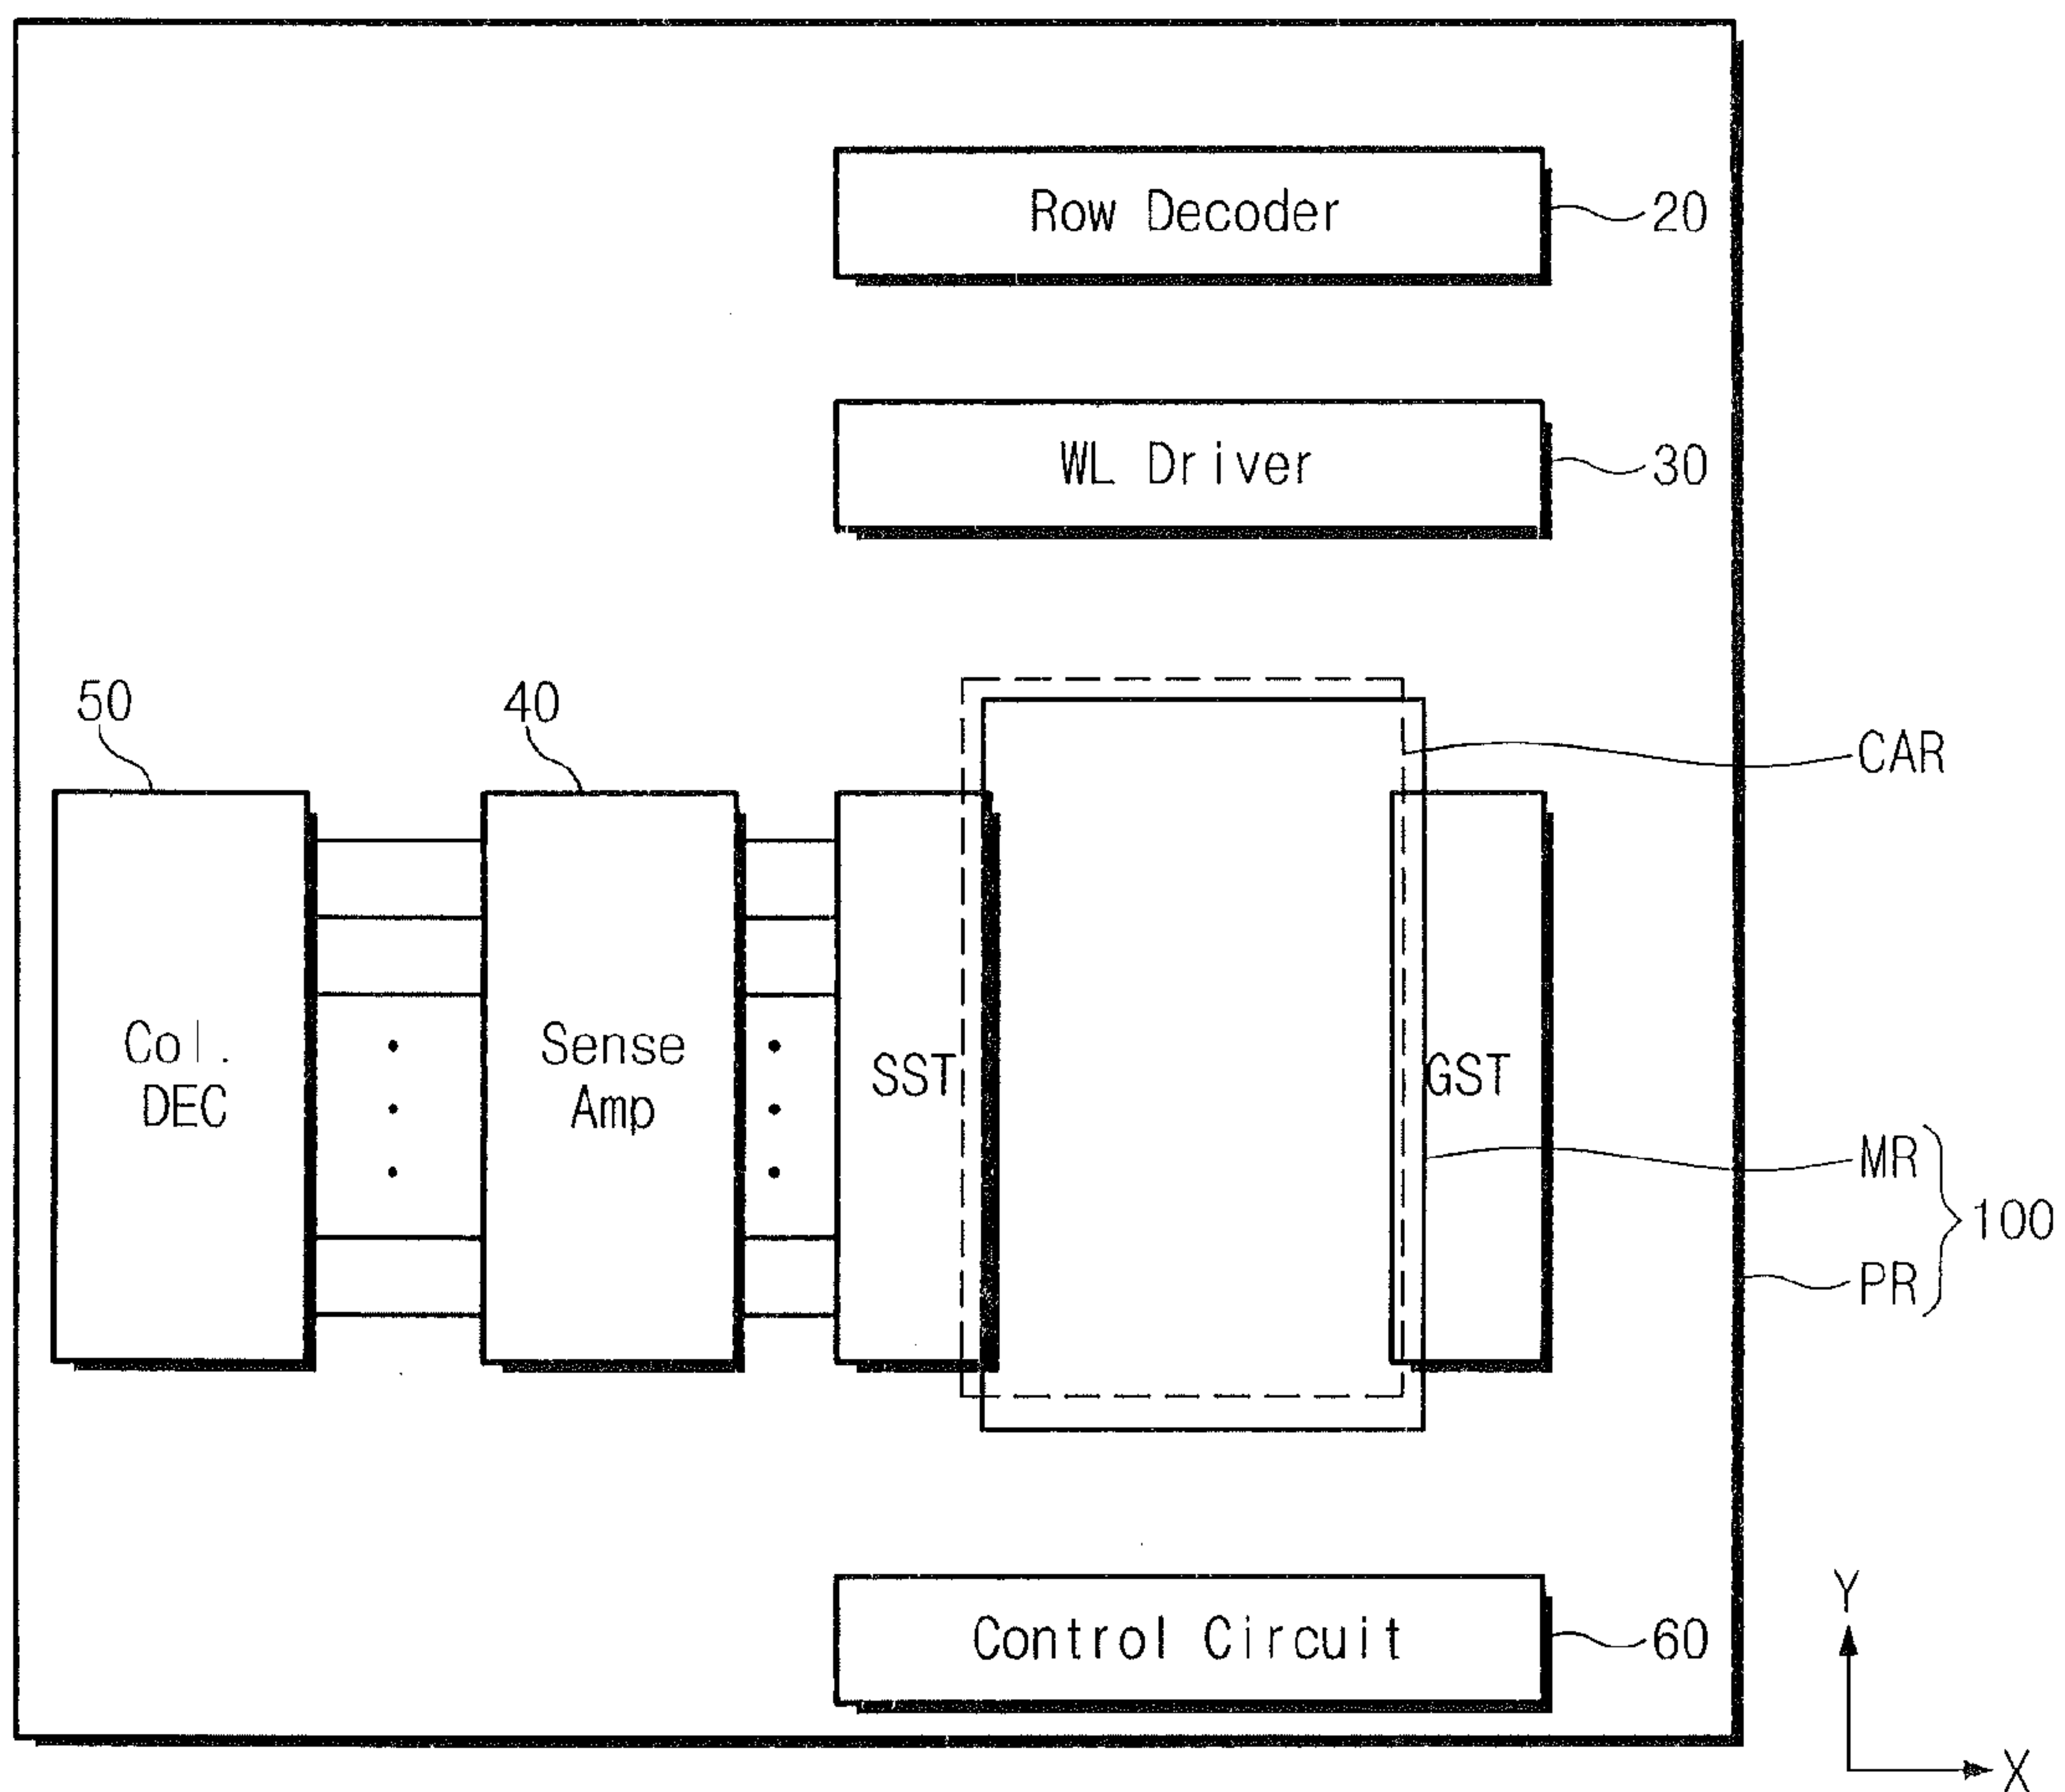 Row Decoder
20
WL Driver
30
50
40
CAR
Col.
DEC
Sense
Amp
SST
GST
MR
PR
100
Control Circuit
60
Y
X